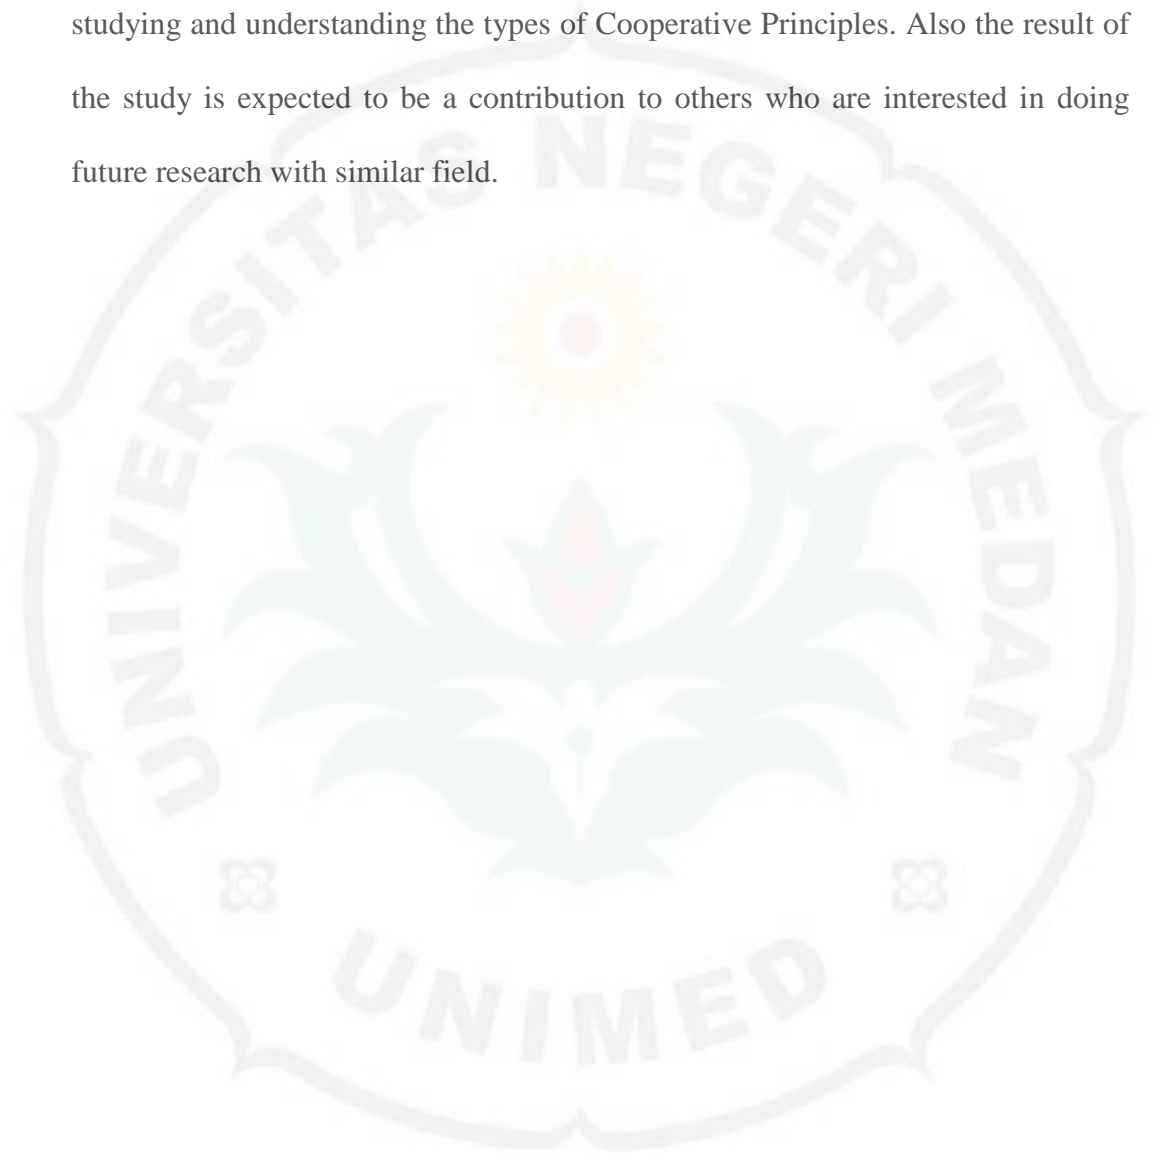 studying and understanding the types of Cooperative Principles. Also the result of
the study is expected to be a contribution to others who are interested in doing
future research with similar field.
UNIVERSITAS NEGERI MEDAN
UNIMED